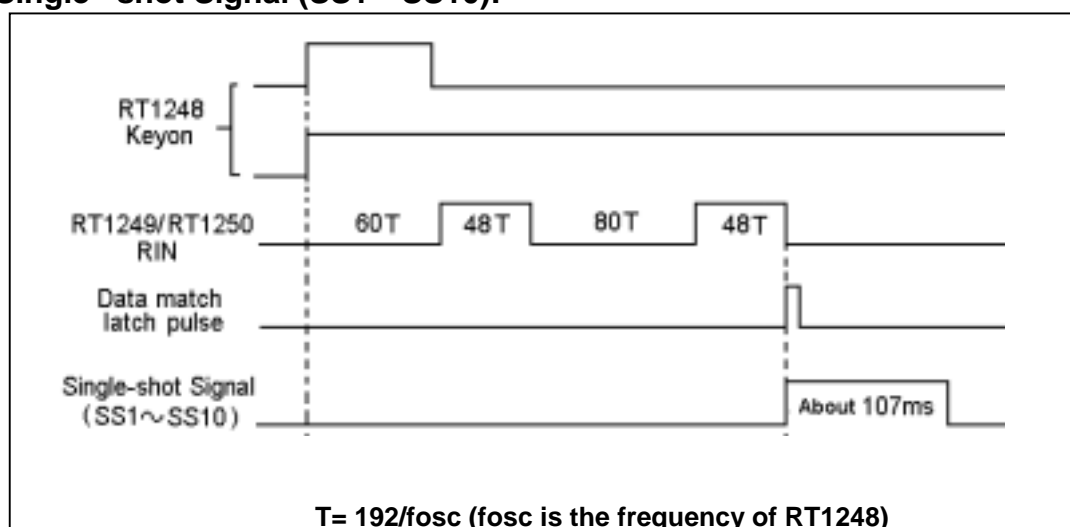 Single-shot Signal (SS1~SS10):
RT1248
Keyon
RT1249/RT1250
RIN
60T
48T
80T
48T
Data match
latch pulse
Single-shot Signal
(SS1~SS10)
About 107ms
T= 192/fosc (fosc is the frequency of RT1248)